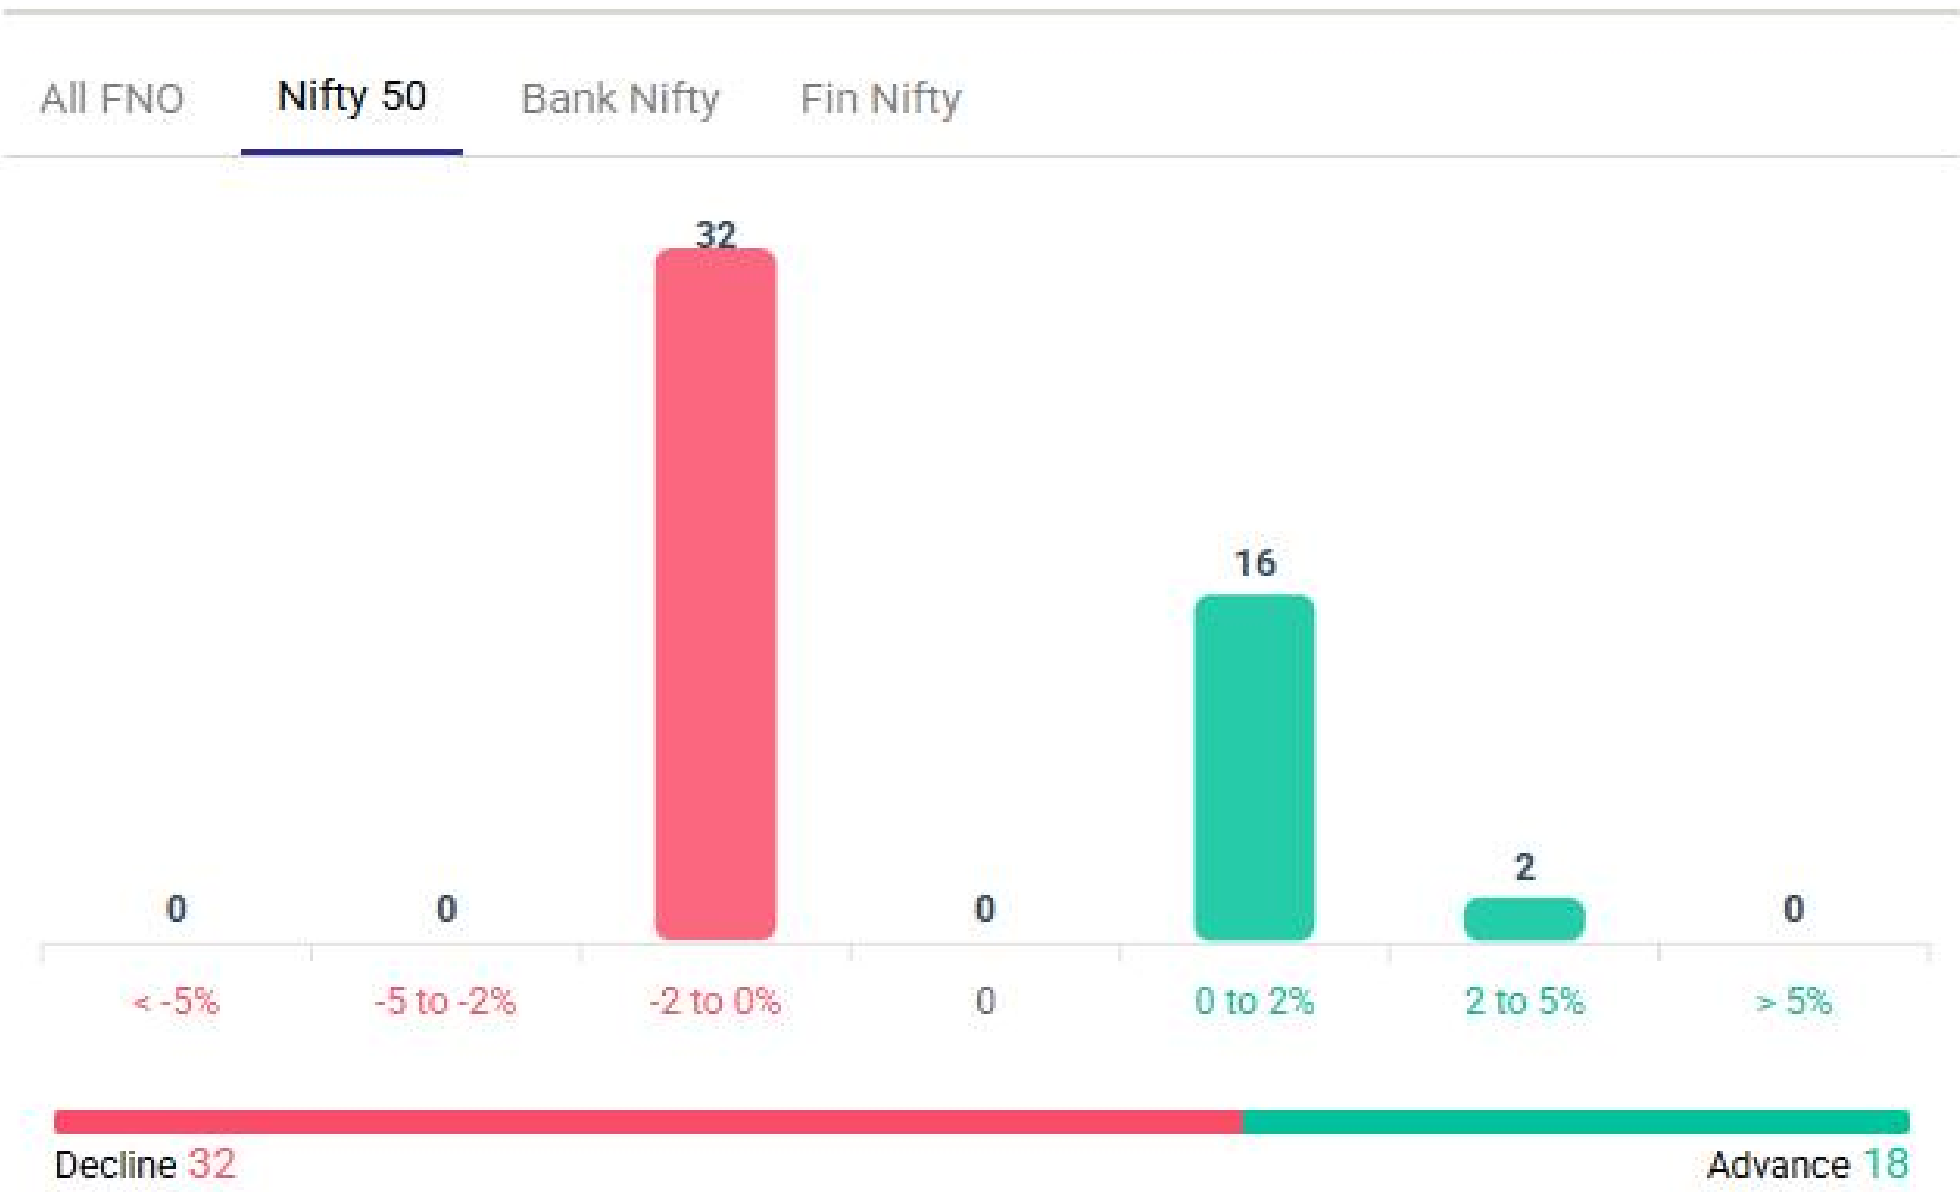 All FNO Nifty 50 Bank Nifty Fin Nifty
32
16
2
0 0 0 0
< -5% -5 to -2% -2 to 0% 0 0 to 2% 2 to 5% > 5%
Decline 32 Advance 18